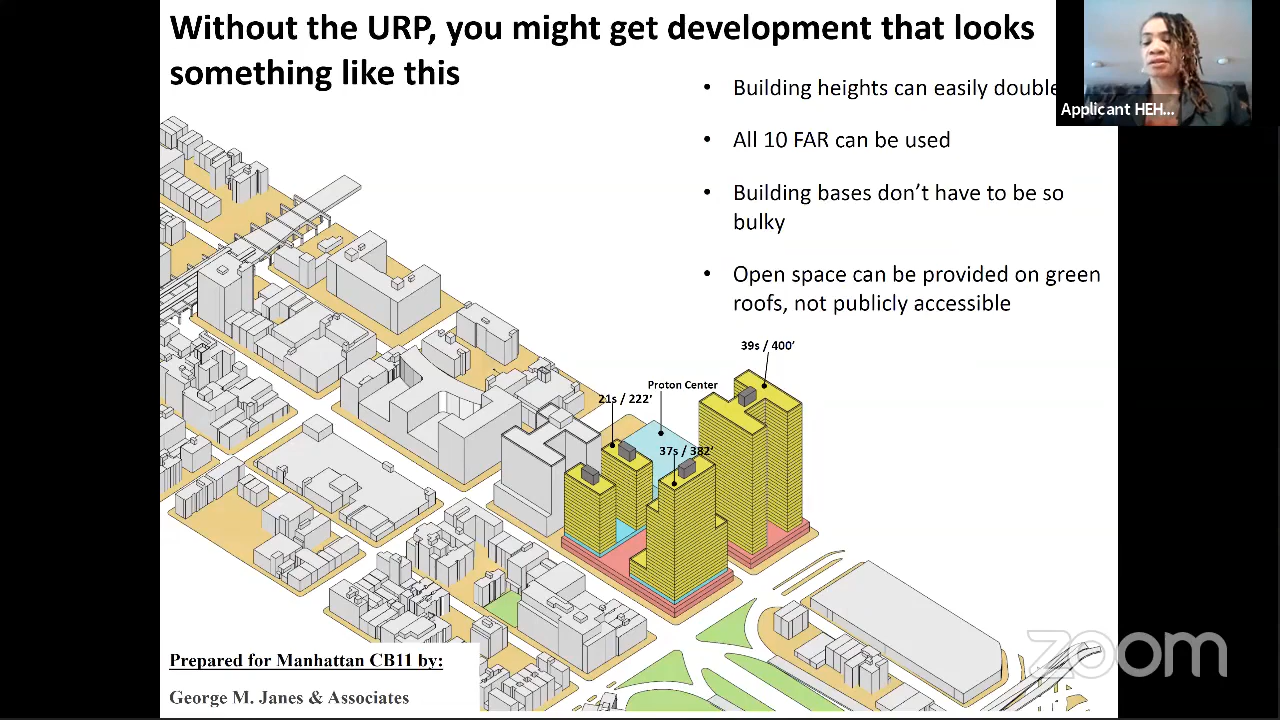 Without the URP, you might get development that looks
something like this
• Building heights can easily double
Applicant HEH...
• All 10 FAR can be used
• Building bases don’t have to be so
bulky
• Open space can be provided on green
roofs, not publicly accessible
39s / 400’
Proton Center
21s / 222’
37s / 382’
zoom
Prepared for Manhattan CB11 by:
George M. Janes & Associates